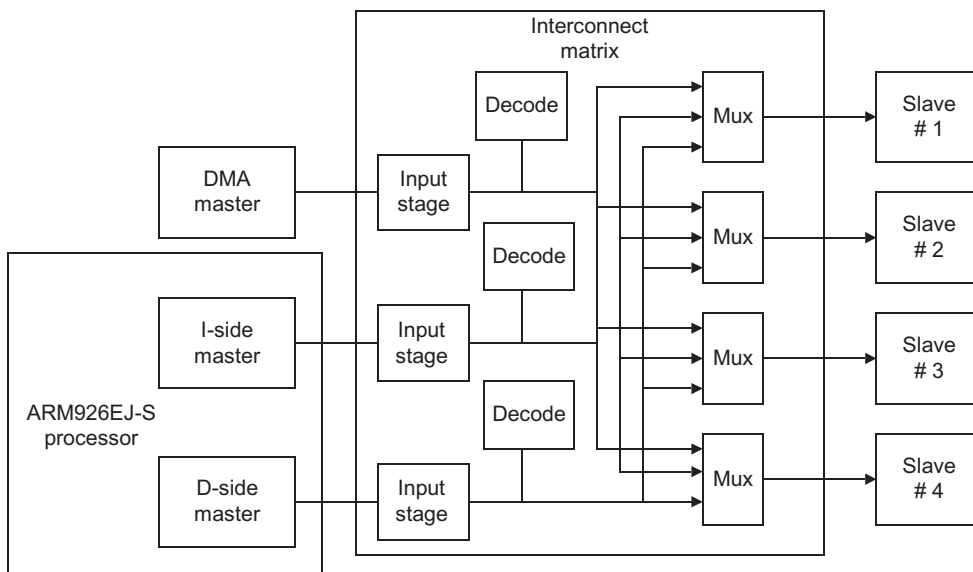 Interconnect
matrix
Decode
Mux
Slave
# 1
DMA
master
Input
stage
Decode
Mux
Slave
# 2
I-side
master
Input
stage
Mux
Slave
# 3
ARM926EJ-S
processor
Decode
D-side
master
Input
stage
Mux
Slave
# 4